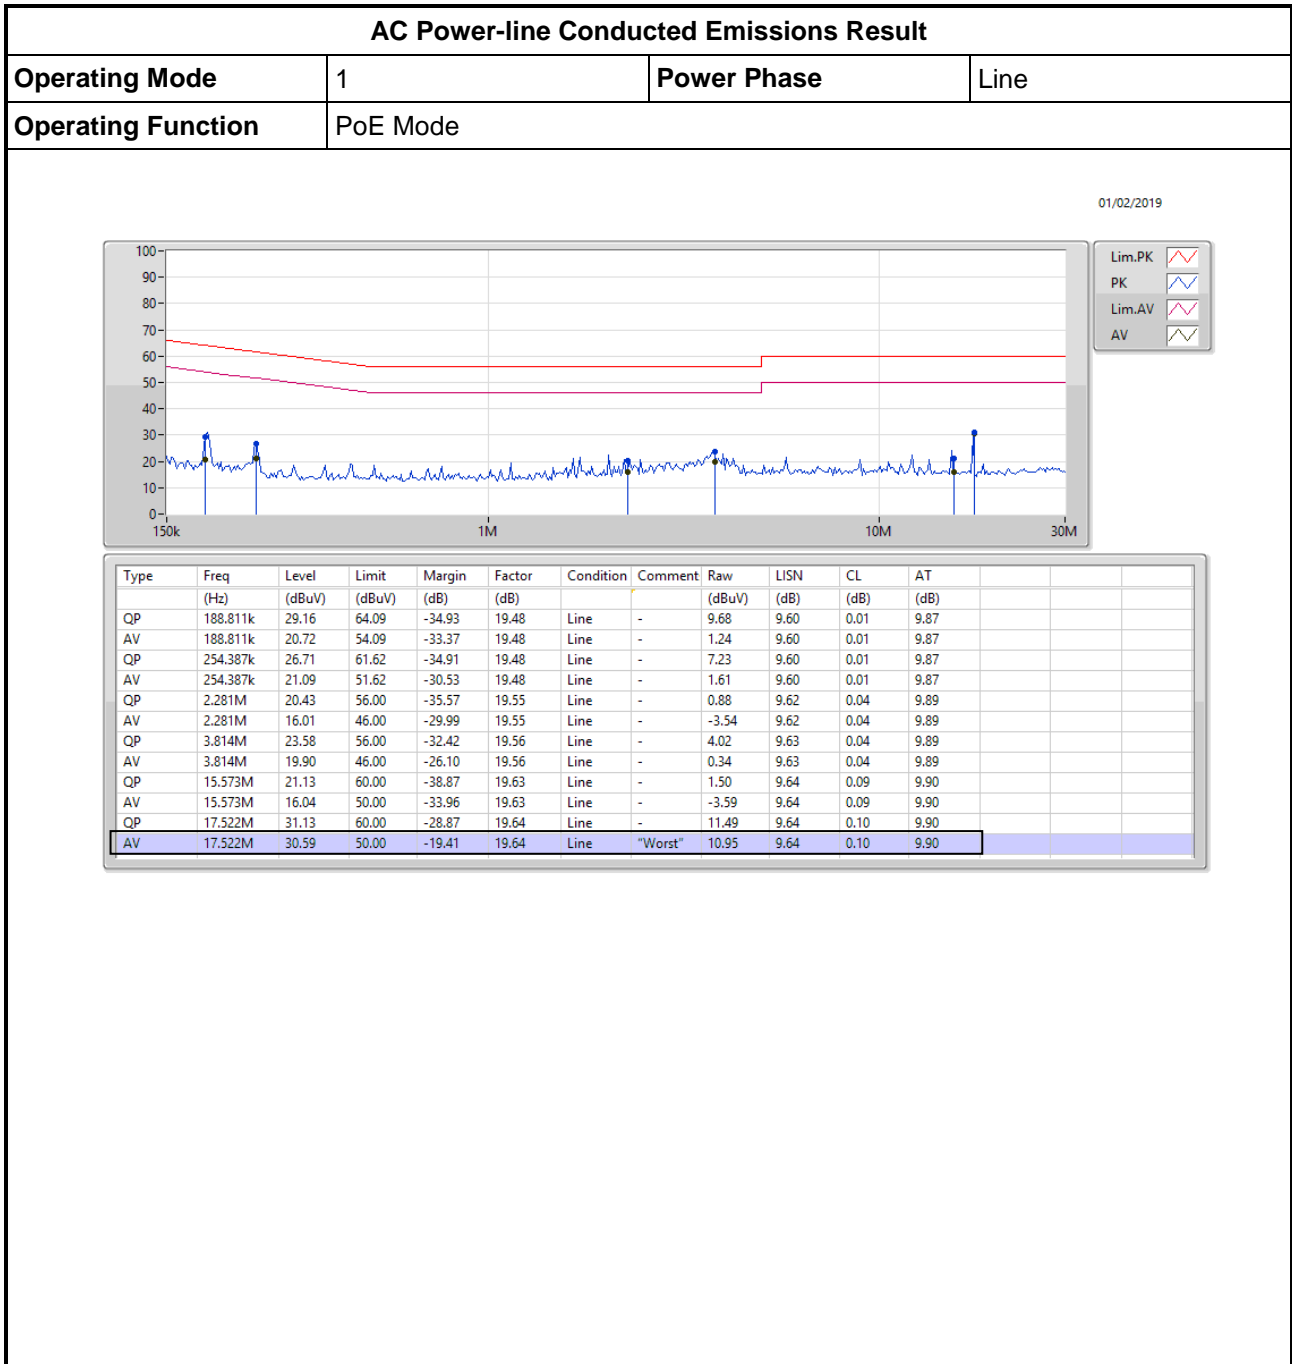 AC Power-line Conducted Emissions Result
Operating Mode 1 Power Phase Line
Operating Function PoE Mode
01/02/2019
100
90
80
70
60
50
40
30
20
10
0
150k 1M 10M 30M
Lim.PK
PK
Lim.AV
AV
Type Freq Level Limit Margin Factor Condition Comment Raw LISN CL AT
(Hz) (dBuV) (dBuV) (dB) (dB) (dBuV) (dB) (dB) (dB)
QP 188.811k 29.16 64.09 -34.93 19.48 Line - 9.68 9.60 0.01 9.87
AV 188.811k 20.72 54.09 -33.37 19.48 Line - 1.24 9.60 0.01 9.87
QP 254.387k 26.71 61.62 -34.91 19.48 Line - 7.23 9.60 0.01 9.87
AV 254.387k 21.09 51.62 -30.53 19.48 Line - 1.61 9.60 0.01 9.87
QP 2.281M 20.43 56.00 -35.57 19.55 Line - 0.88 9.62 0.04 9.89
AV 2.281M 16.01 46.00 -29.99 19.55 Line - -3.54 9.62 0.04 9.89
QP 3.814M 23.58 56.00 -32.42 19.56 Line - 4.02 9.63 0.04 9.89
AV 3.814M 19.90 46.00 -26.10 19.56 Line - 0.34 9.63 0.04 9.89
QP 15.573M 21.13 60.00 -38.87 19.63 Line - 1.50 9.64 0.09 9.90
AV 15.573M 16.04 50.00 -33.96 19.63 Line - -3.59 9.64 0.09 9.90
QP 17.522M 31.13 60.00 -28.87 19.64 Line - 11.49 9.64 0.10 9.90
AV 17.522M 30.59 50.00 -19.41 19.64 Line "Worst" 10.95 9.64 0.10 9.90